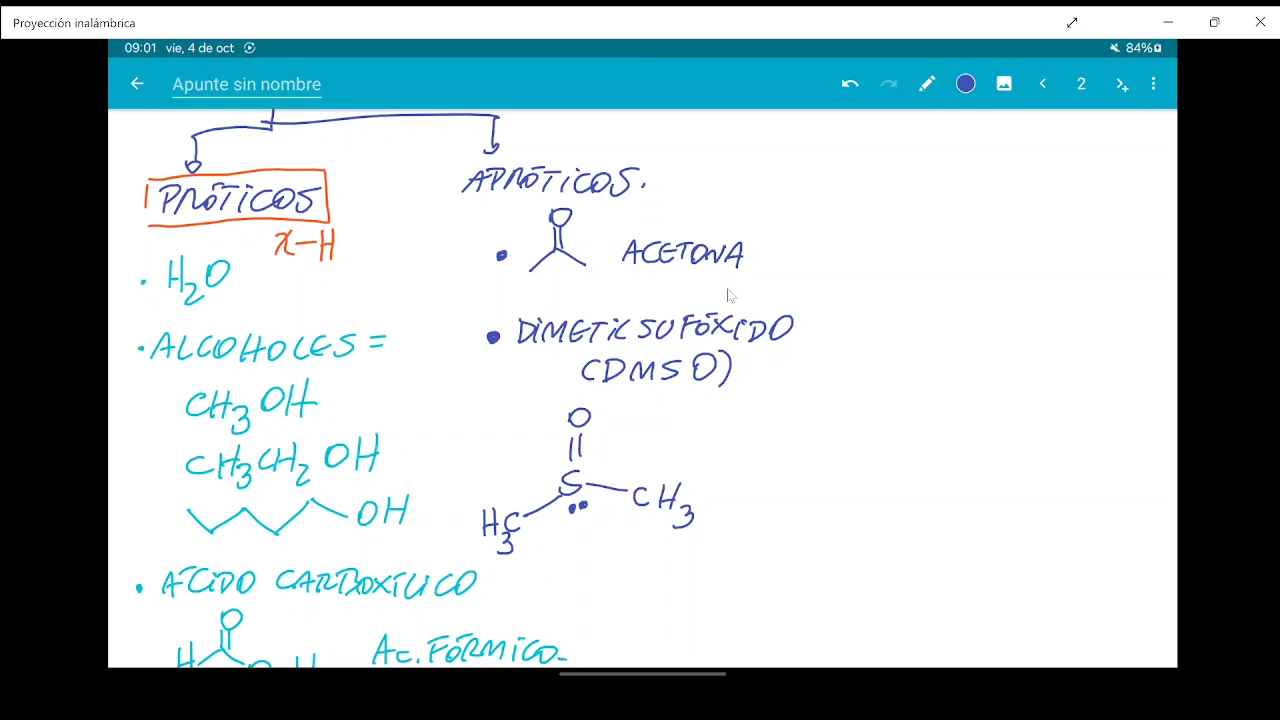 Proyección inalámbrica
09:01 vie, 4 de oct
84%
Apunte sin nombre
2
PRÓTICOS
X-H
• H2O
• ALCOHOLES =
CH3OH
CH3CH2OH
OH
• ÁCIDO CARBOXÍLICO
O
H
Ac. FÓRMICO
APRÓTICOS.
O
• ACETONA
• DIMETIL SUFÓXIDO
(DMSO)
O
S
H3C
CH3